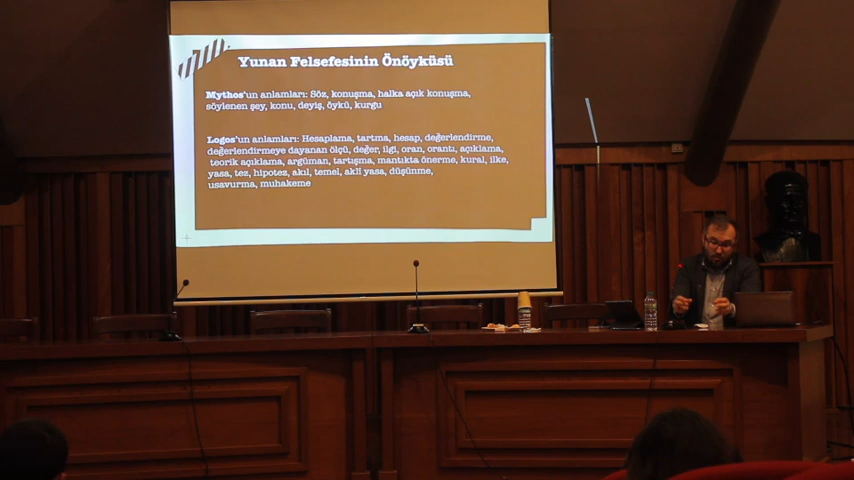 Yunan Felsefesinin Önöyküsü
Mythos'un anlamları: Söz, konuşma, halka açık konuşma,
söylenen şey, konu, deyiş, öykü, kurgu
Logos'un anlamları: Hesaplama, tartma, hesap, değerlendirme,
değerlendirmeye dayanan ölçü, değer, ilgi, oran, orantı, açıklama,
teorik açıklama, argüman, tartışma, mantıkta önerme, kural, ilke,
yasa, tez, hipotez, akıl, temel, aklî yasa, düşünme,
usavurma, muhakeme